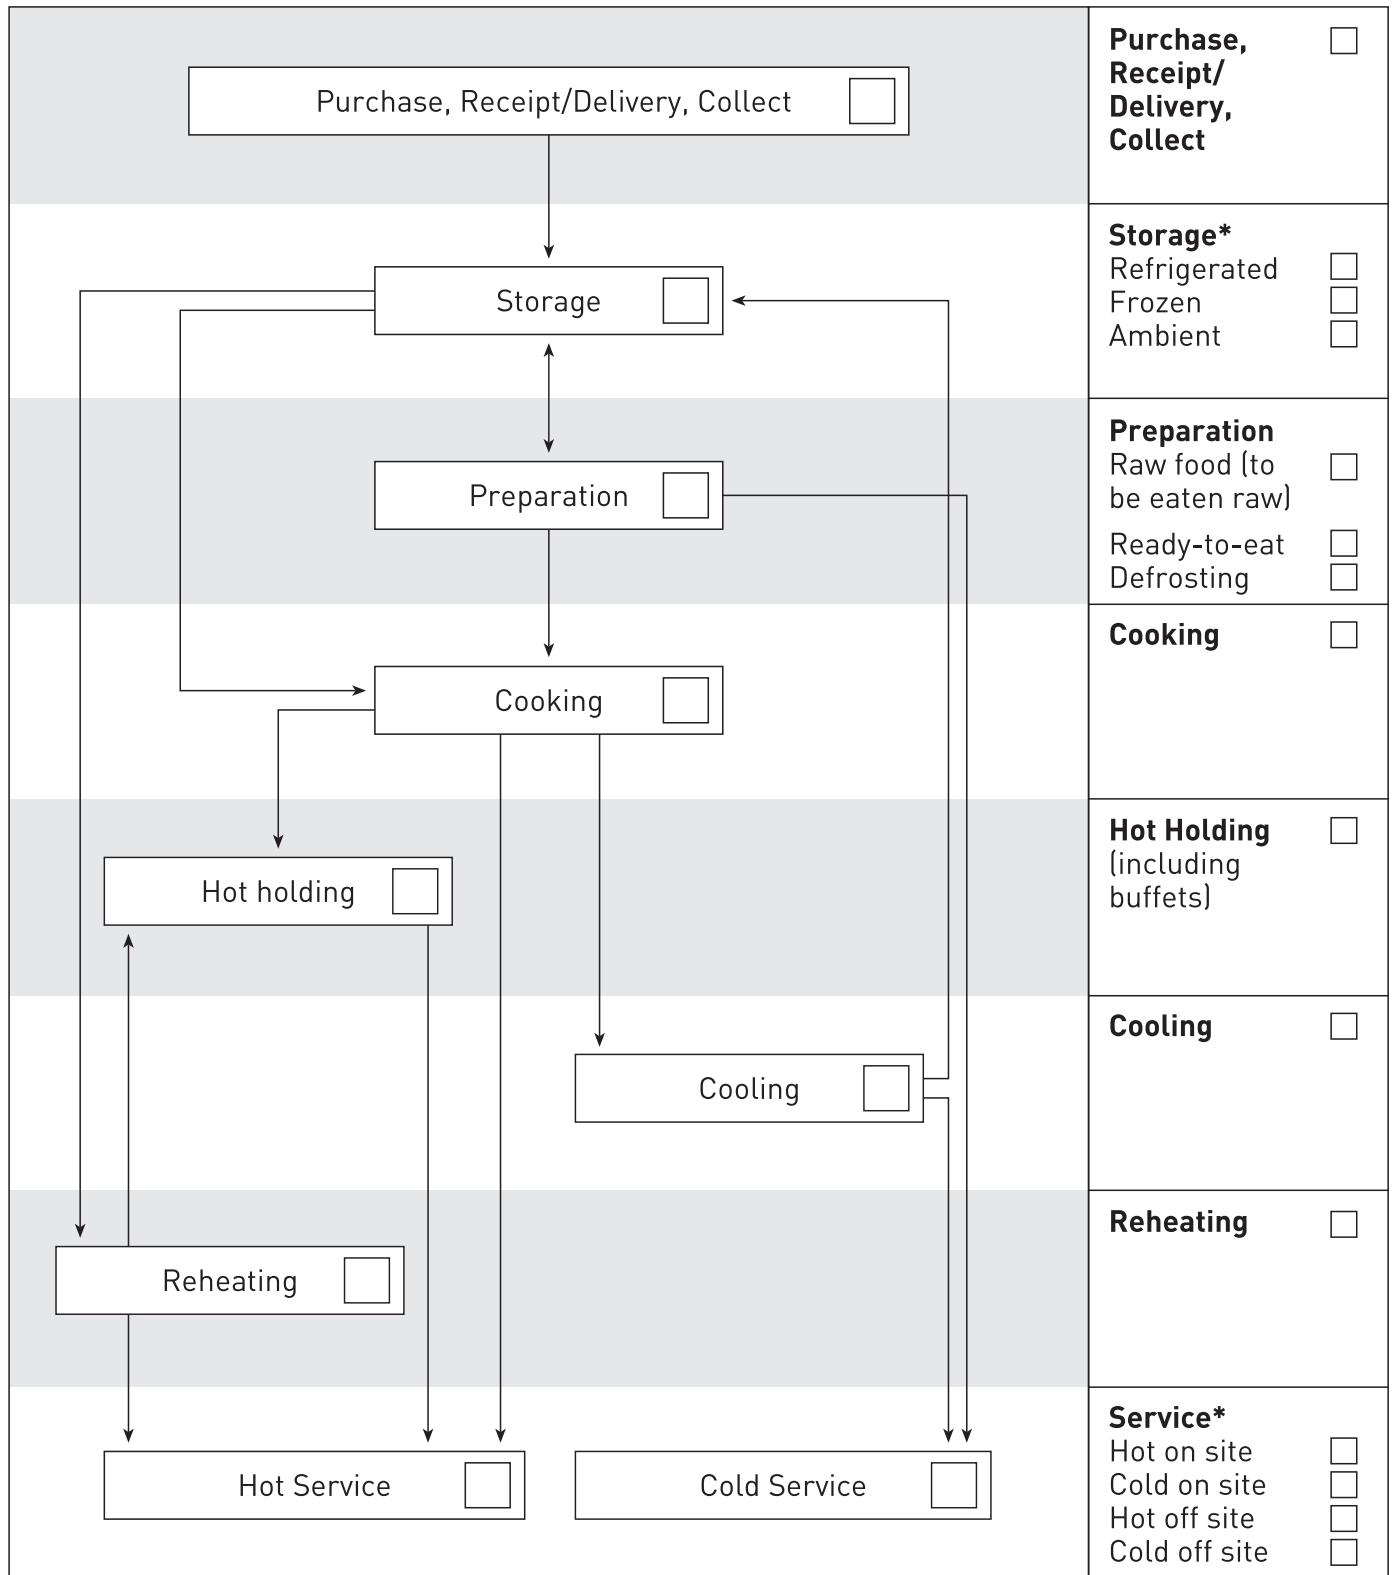 Purchase, Receipt/Delivery, Collect
Storage
Preparation
Cooking
Hot holding
Cooling
Reheating
Hot Service
Cold Service
Purchase,
Receipt/
Delivery,
Collect
Storage*
Refrigerated
Frozen
Ambient
Preparation
Raw food (to
be eaten raw)
Ready-to-eat
Defrosting
Cooking
Hot Holding
(including
buffets)
Cooling
Reheating
Service*
Hot on site
Cold on site
Hot off site
Cold off site